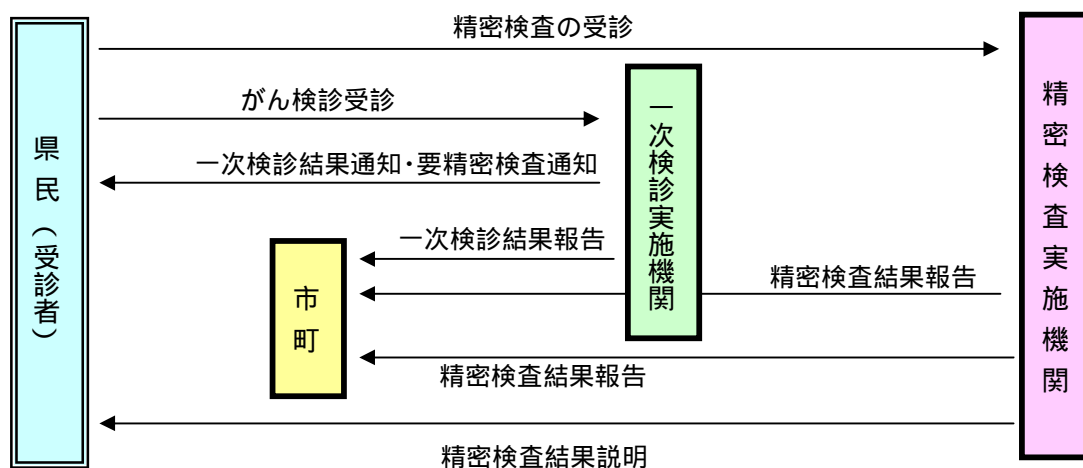 精密検査の受診
がん検診受診
一次検診結果通知・要精密検査通知
一次検診結果報告
精密検査結果報告
精密検査結果報告
精密検査結果説明
県民（受診者）
市町
一次検診実施機関
精密検査実施機関